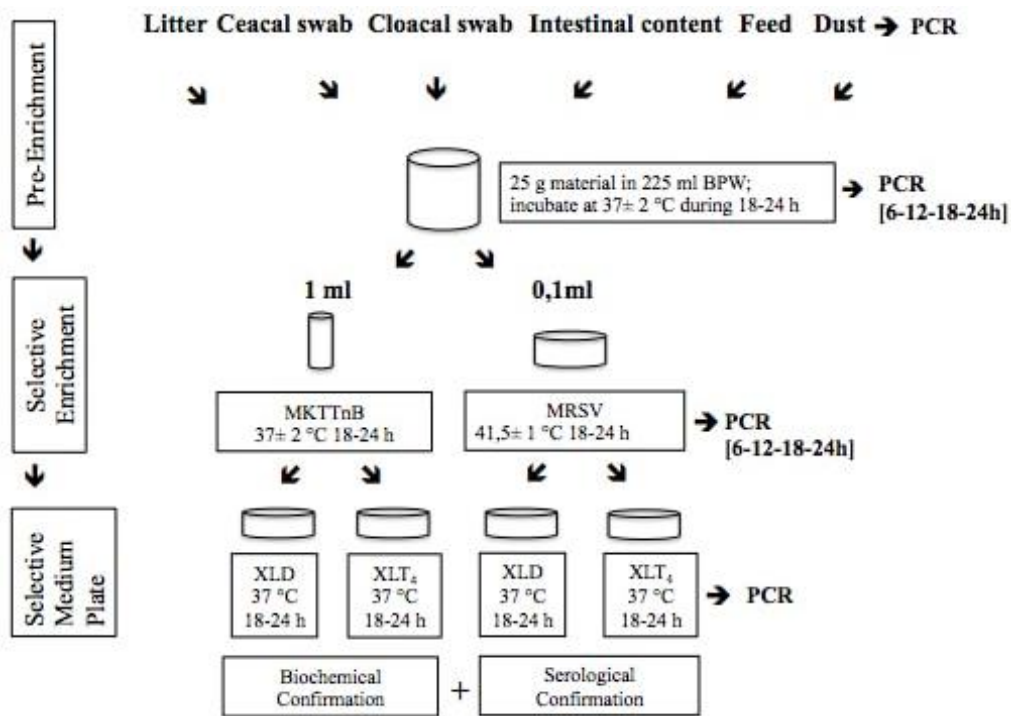 Litter Ceacal swab Cloacal swab Intestinal content Feed Dust ➔ PCR
Pre-Enrichment
25 g material in 225 ml BPW;
incubate at 37± 2 °C during 18-24 h
PCR
[6-12-18-24h]
1 ml
0,1ml
Selective
Enrichment
MKTTnB
37± 2 °C 18-24 h
MRSV
41,5± 1 °C 18-24 h
PCR
[6-12-18-24h]
Selective
Medium
Plate
XLD
37 °C
18-24 h
XLT₄
37 °C
18-24 h
XLD
37 °C
18-24 h
XLT₄
37 °C
18-24 h
PCR
Biochemical
Confirmation
+
Serological
Confirmation